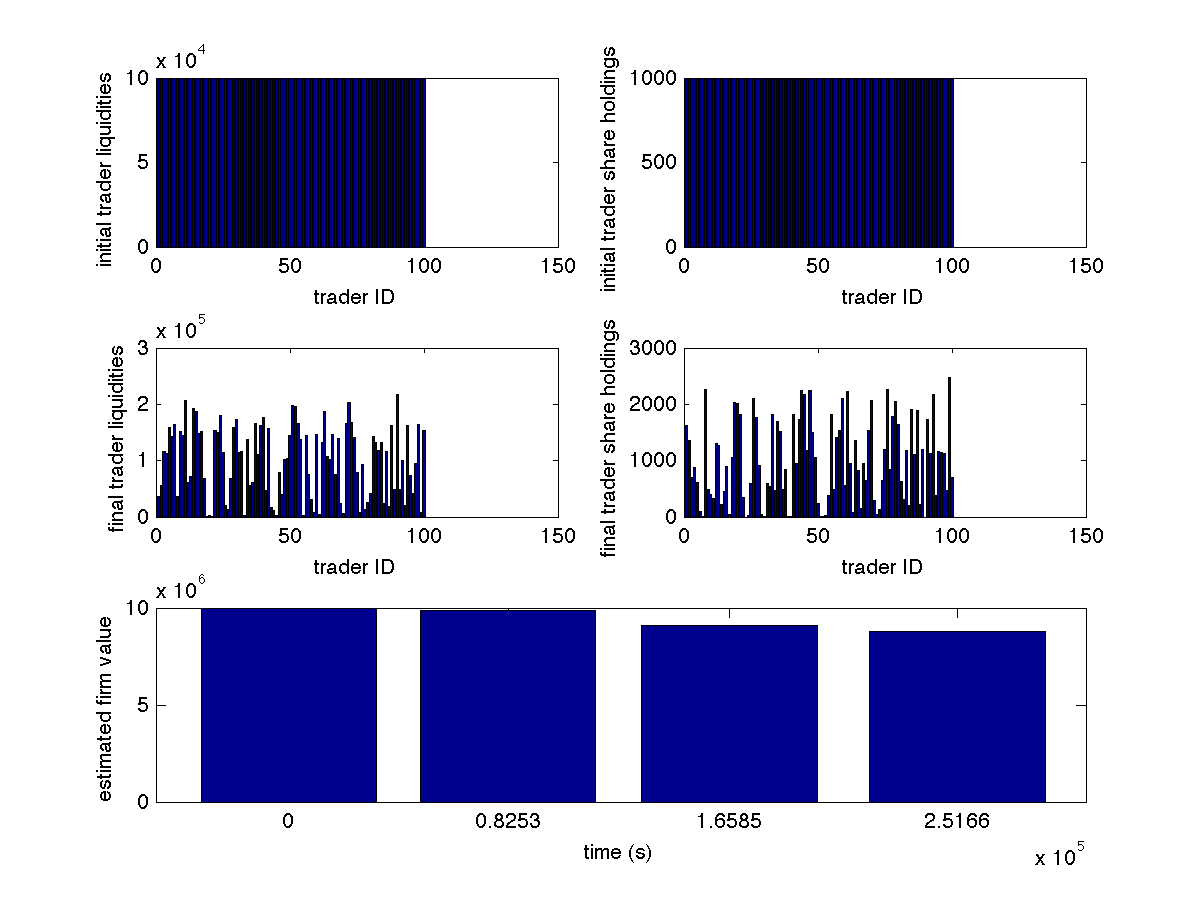 x 10^4
10
5
0
initial trader liquidities
0 50 100 150
trader ID
1000
500
0
initial trader share holdings
0 50 100 150
trader ID
x 10^5
3
2
1
0
final trader liquidities
0 50 100 150
trader ID
3000
2000
1000
0
final trader share holdings
0 50 100 150
trader ID
x 10^6
10
5
0
estimated firm value
0 0.8253 1.6585 2.5166
time (s)
x 10^5